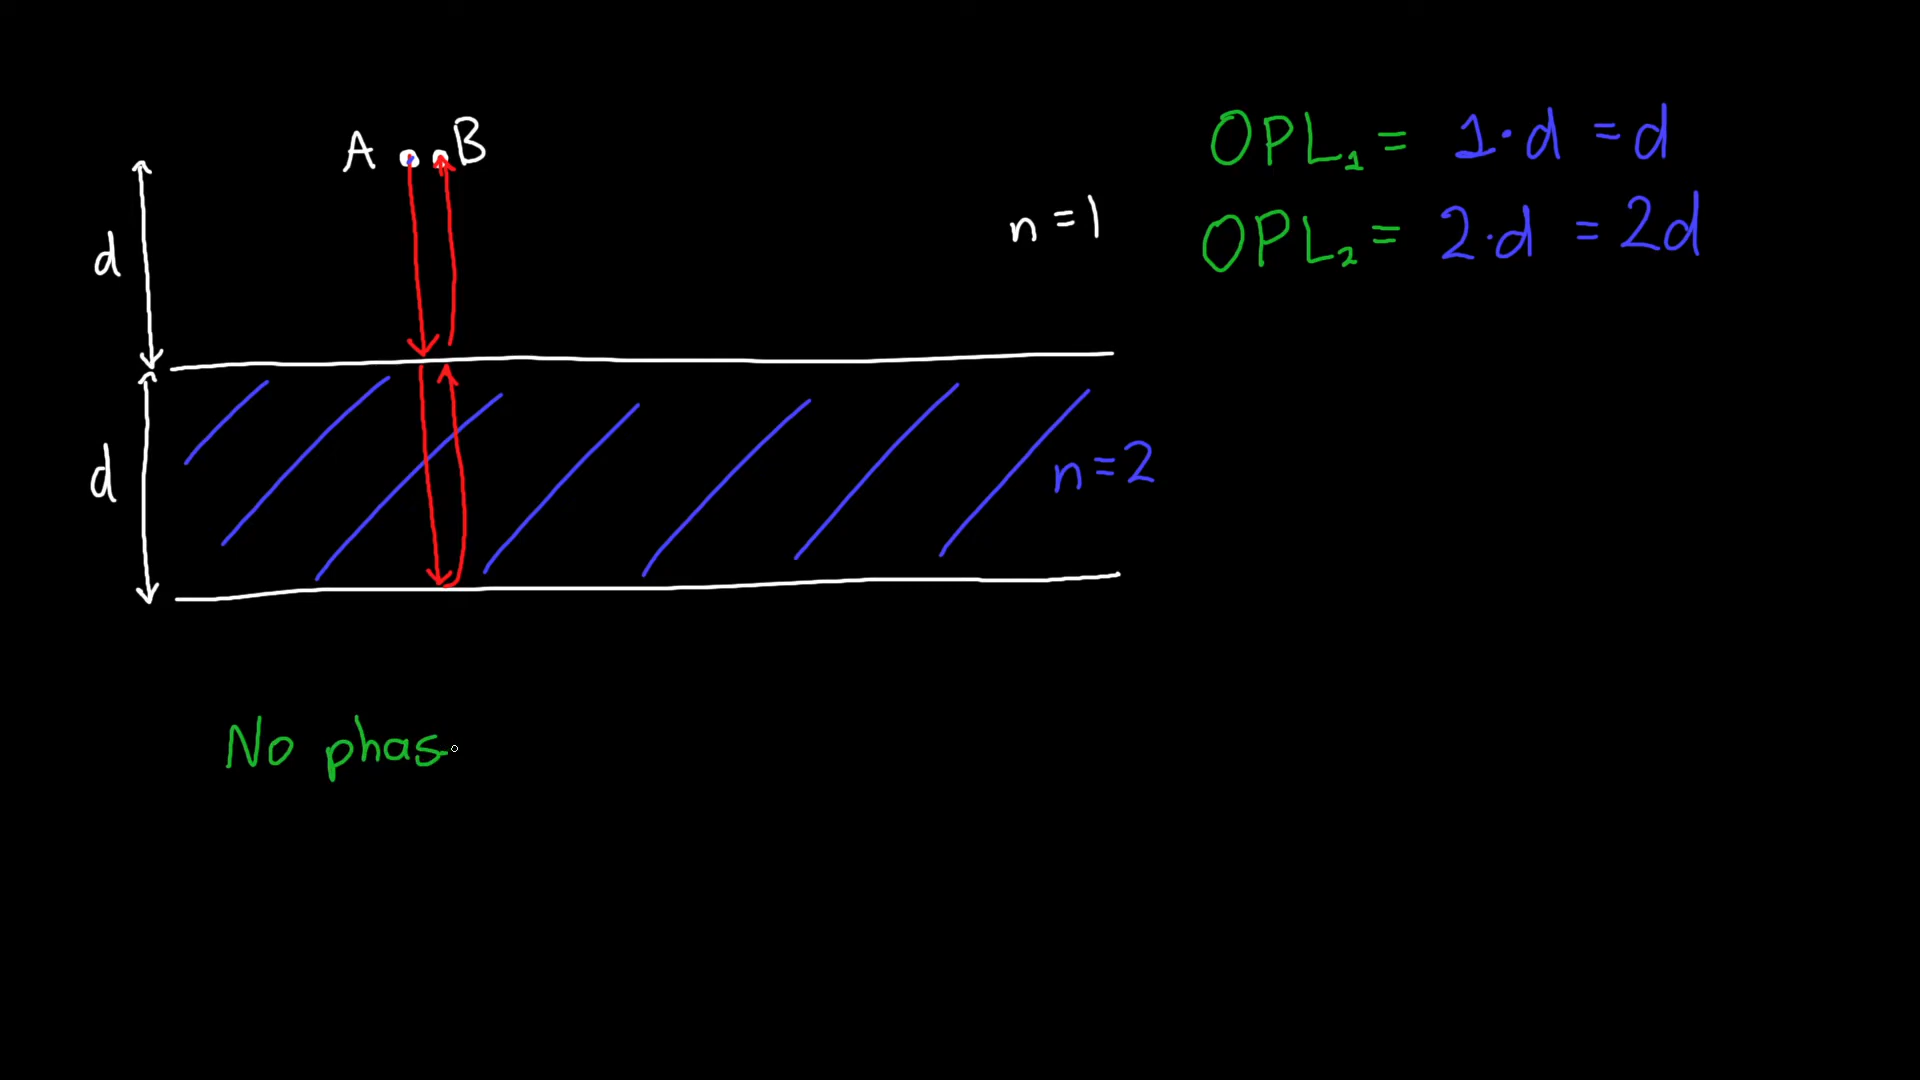 A B
d
n = 1
OPL₁ = 1·d = d
OPL₂ = 2·d = 2d
d
n=2
No phas